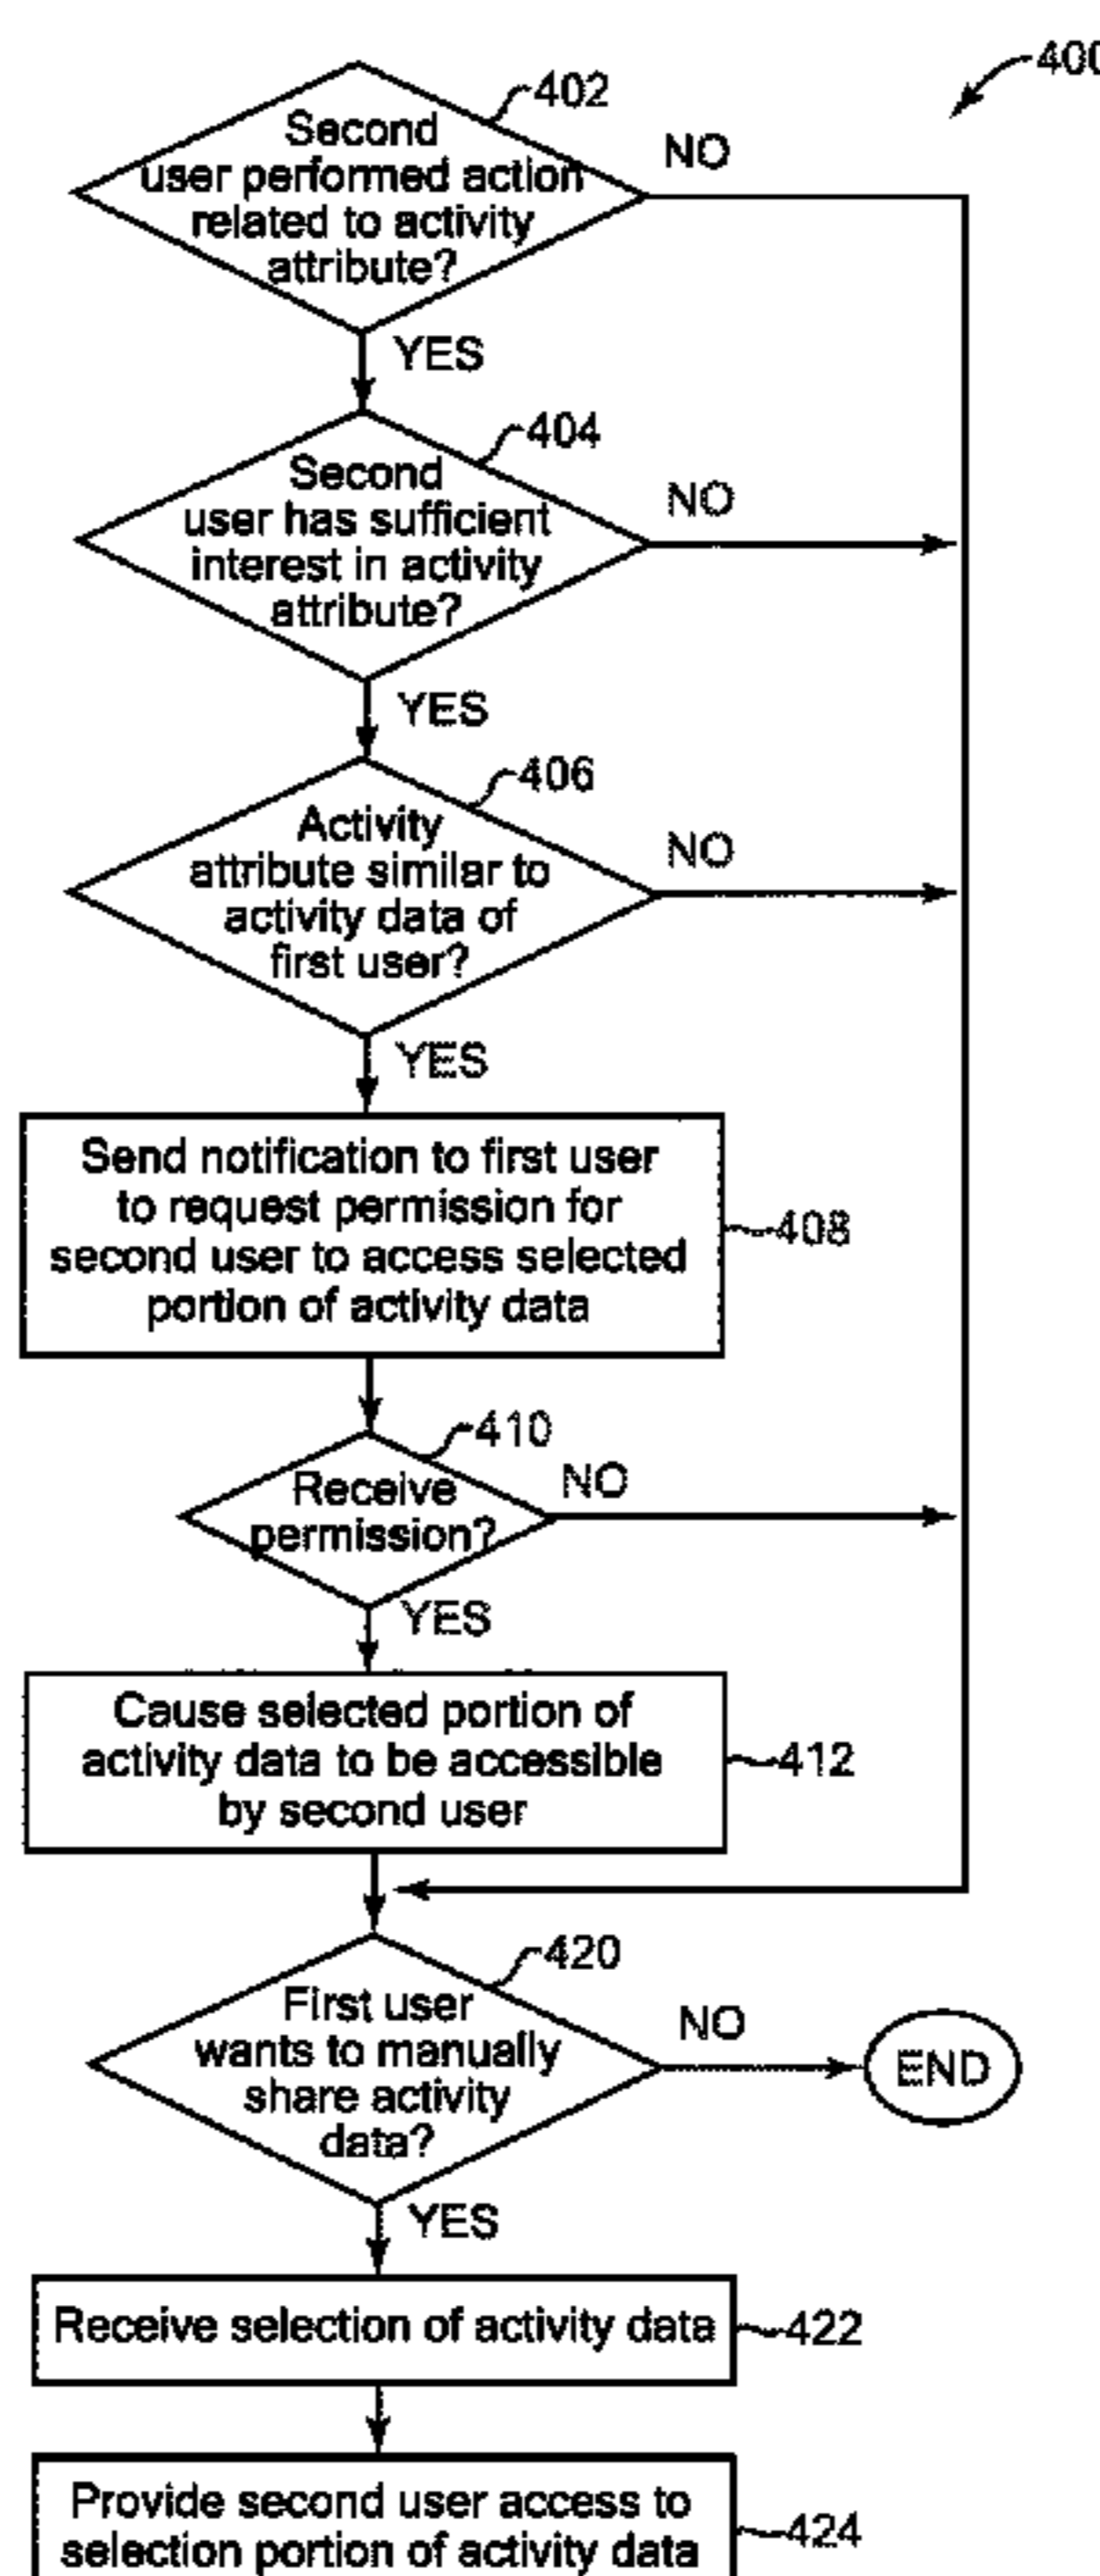 400
402
Second
user performed action
related to activity
attribute?
NO
YES
404
Second
user has sufficient
interest in activity
attribute?
NO
YES
406
Activity
attribute similar to
activity data of
first user?
NO
YES
Send notification to first user
to request permission for
second user to access selected
portion of activity data
408
410
Receive
permission?
NO
YES
Cause selected portion of
activity data to be accessible
by second user
412
420
First user
wants to manually
share activity
data?
NO
END
YES
Receive selection of activity data
422
Provide second user access to
selection portion of activity data
424